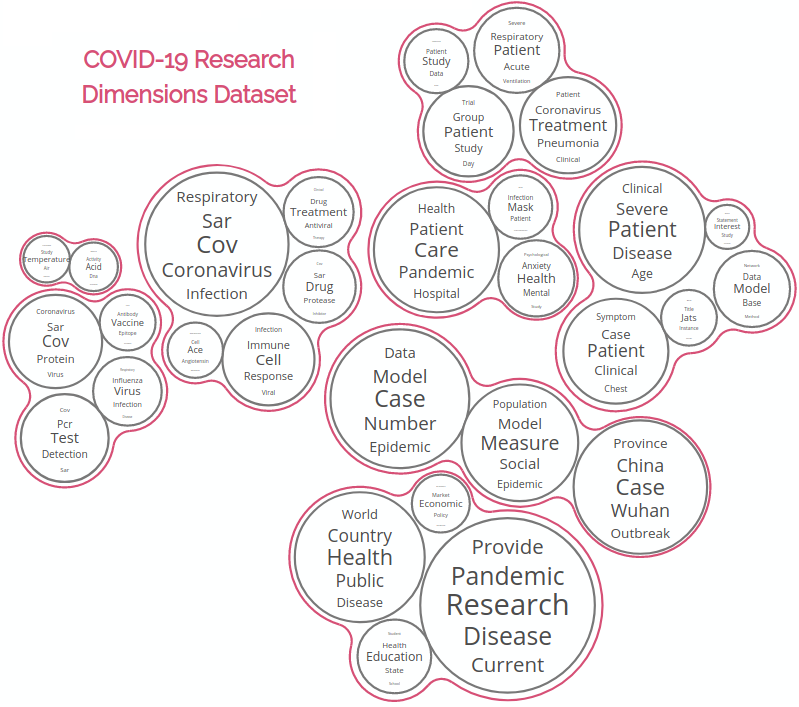 COVID-19 Research
Dimensions Dataset
Patient
Study
Data
Severe
Respiratory
Patient
Acute
Ventilation
Trial
Group
Patient
Study
Day
Patient
Coronavirus
Treatment
Pneumonia
Clinical
Respiratory
Sar
Cov
Coronavirus
Infection
Drug
Treatment
Antiviral
Therapy
Cov
Sar
Drug
Protease
Inhibitor
Cell
Ace
Angiotensin
Infection
Immune
Cell
Response
Viral
Health
Patient
Care
Pandemic
Hospital
Infection
Mask
Patient
Psychological
Anxiety
Health
Mental
Study
Clinical
Severe
Patient
Disease
Age
Statement
Interest
Study
Network
Data
Model
Base
Method
Title
Jats
Instance
Symptom
Case
Patient
Clinical
Chest
Study
Temperature
Air
Activity
Acid
Coronavirus
Sar
Cov
Protein
Virus
Antibody
Vaccine
Epitope
Respiratory
Influenza
Virus
Infection
Cov
Pcr
Test
Detection
Sar
Data
Model
Case
Number
Epidemic
Population
Model
Measure
Social
Epidemic
Province
China
Case
Wuhan
Outbreak
World
Country
Health
Public
Disease
Market
Economic
Policy
Provide
Pandemic
Research
Disease
Current
Student
Health
Education
State
School